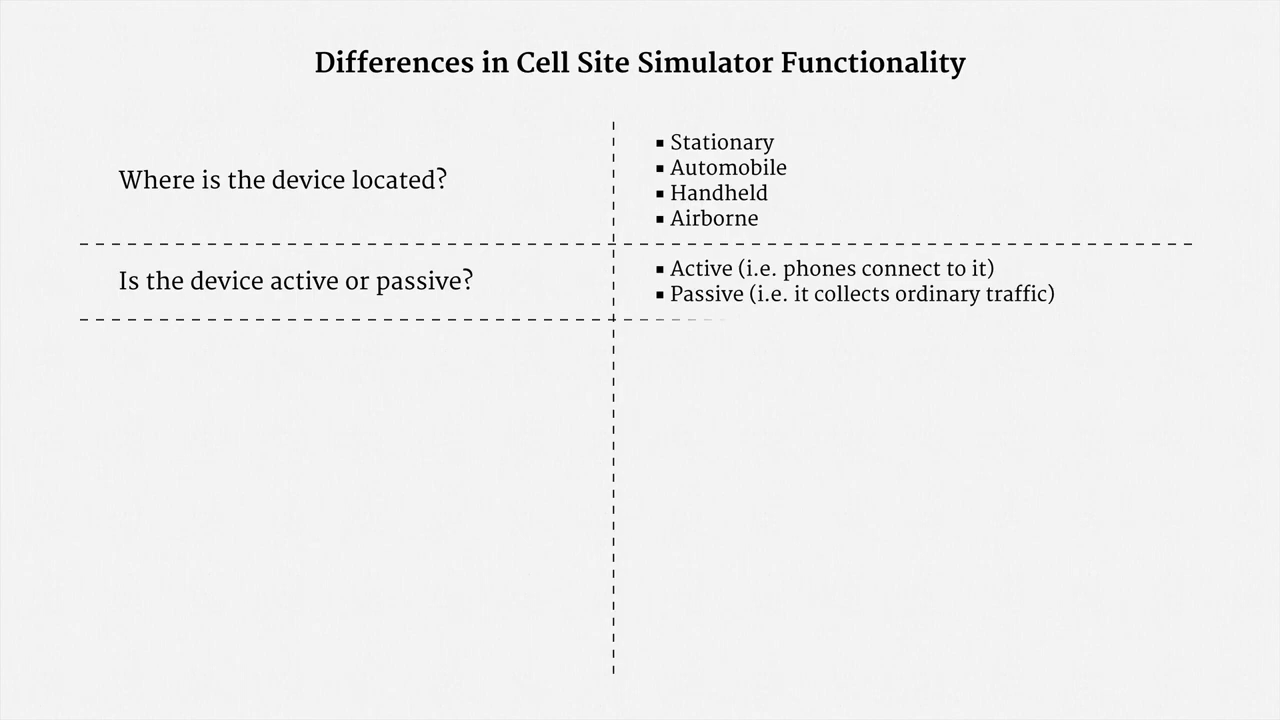 Differences in Cell Site Simulator Functionality
Where is the device located?
▪ Stationary
▪ Automobile
▪ Handheld
▪ Airborne
Is the device active or passive?
▪ Active (i.e. phones connect to it)
▪ Passive (i.e. it collects ordinary traffic)